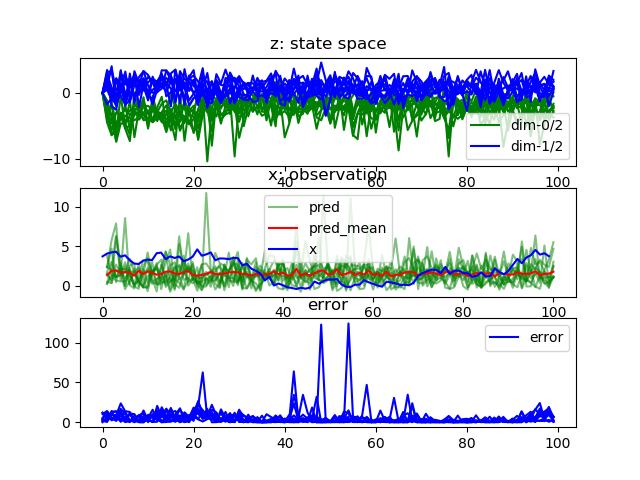 z: state space
0
−10
dim-0/2
dim-1/2
0 20 40 60 80 100
x: observation
10
5
0
pred
pred_mean
x
0 20 40 60 80 100
error
100
50
0
error
0 20 40 60 80 100